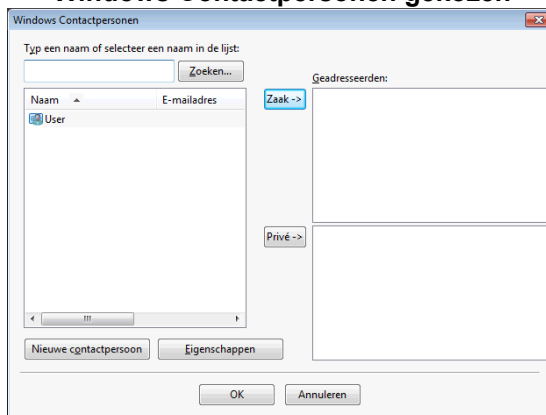 Windows Contactpersonen gekozen
Windows Contactpersonen
Typ een naam of selecteer een naam in de lijst:
Zoeken...
Geadresseerden:
Naam E-mailadres
Zaak ->
User
Privé ->
Nieuwe contactpersoon Eigenschappen
OK Annuleren